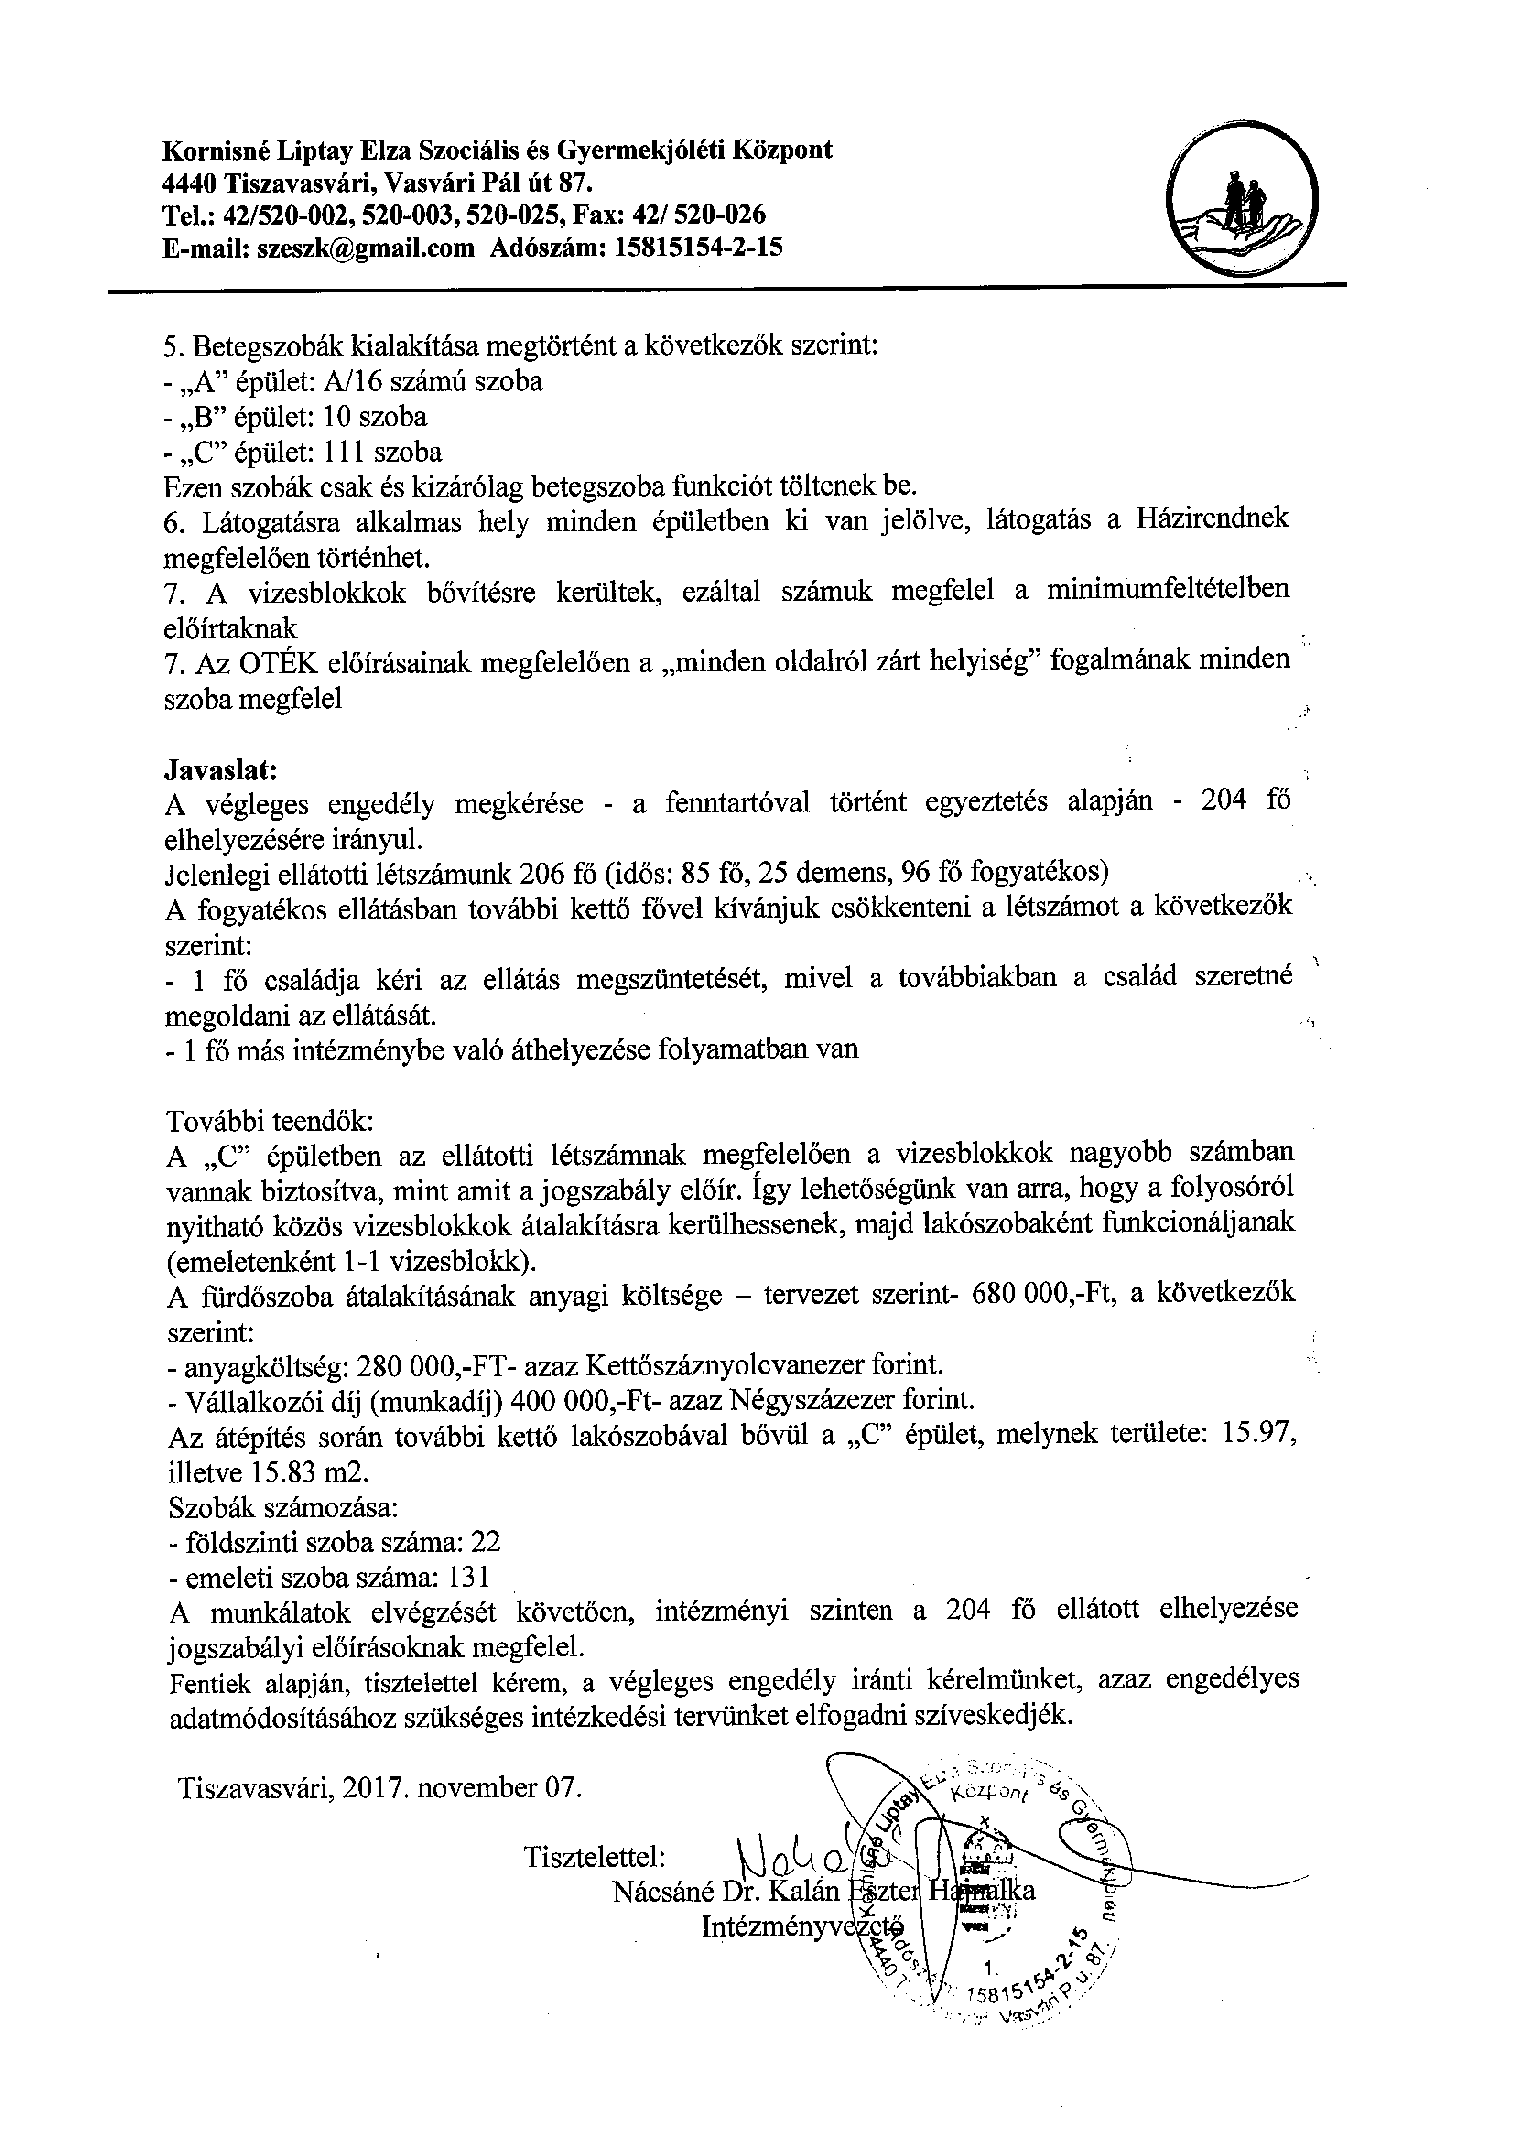 Kornisné Liptay Elza Szociális és Gyermekjóléti Központ
4440 Tiszavasvári, Vasvári Pál út 87.
Tel.: 42/520-002, 520-003, 520-025, Fax: 42/ 520-026
E-mail: szeszk@gmail.com Adószám: 15815154-2-15
5. Betegszobák kialakítása megtörtént a következők szerint:
- „A” épület: A/16 számú szoba
- „B” épület: 10 szoba
- „C” épület: 111 szoba
Ezen szobák csak és kizárólag betegszoba funkciót töltenek be.
6. Látogatásra alkalmas hely minden épületben ki van jelölve, látogatás a Házirendnek
megfelelően történhet.
7. A vizesblokkok bővítésre kerültek, ezáltal számuk megfelel a minimumfeltételben
előírtaknak
7. Az OTÉK előírásainak megfelelően a „minden oldalról zárt helyiség” fogalmának minden
szoba megfelel
Javaslat:
A végleges engedély megkérése - a fenntartóval történt egyeztetés alapján - 204 fő
elhelyezésére irányul.
Jelenlegi ellátotti létszámunk 206 fő (idős: 85 fő, 25 demens, 96 fő fogyatékos)
A fogyatékos ellátásban további kettő fővel kívánjuk csökkenteni a létszámot a következők
szerint:
- 1 fő családja kéri az ellátás megszüntetését, mivel a továbbiakban a család szeretné
megoldani az ellátását.
- 1 fő más intézménybe való áthelyezése folyamatban van
További teendők:
A „C” épületben az ellátotti létszámnak megfelelően a vizesblokkok nagyobb számban
vannak biztosítva, mint amit a jogszabály előír. Így lehetőségünk van arra, hogy a folyosóról
nyitható közös vizesblokkok átalakításra kerülhessenek, majd lakószobaként funkcionáljanak
(emeletenként 1-1 vizesblokk).
A fürdőszoba átalakításának anyagi költsége – tervezet szerint- 680 000,-Ft, a következők
szerint:
- anyagköltség: 280 000,-FT- azaz Kettőszáznyolcvanezer forint.
- Vállalkozói díj (munkadíj) 400 000,-Ft- azaz Négyszázezer forint.
Az átépítés során további kettő lakószobával bővül a „C” épület, melynek területe: 15.97,
illetve 15.83 m2.
Szobák számozása:
- földszinti szoba száma: 22
- emeleti szoba száma: 131
A munkálatok elvégzését követően, intézményi szinten a 204 fő ellátott elhelyezése
jogszabályi előírásoknak megfelel.
Fentiek alapján, tisztelettel kérem, a végleges engedély iránti kérelmünket, azaz engedélyes
adatmódosításához szükséges intézkedési tervünket elfogadni szíveskedjék.
Tiszavasvári, 2017. november 07.
Tisztelettel:
Nácsáné Dr. Kalán Eszter Hajnalka
Intézményvezető
Liptay Elza
Központ
és Gyermekjóléti
4440
1.
15815154-2-15
Vasvári P. u. 87.